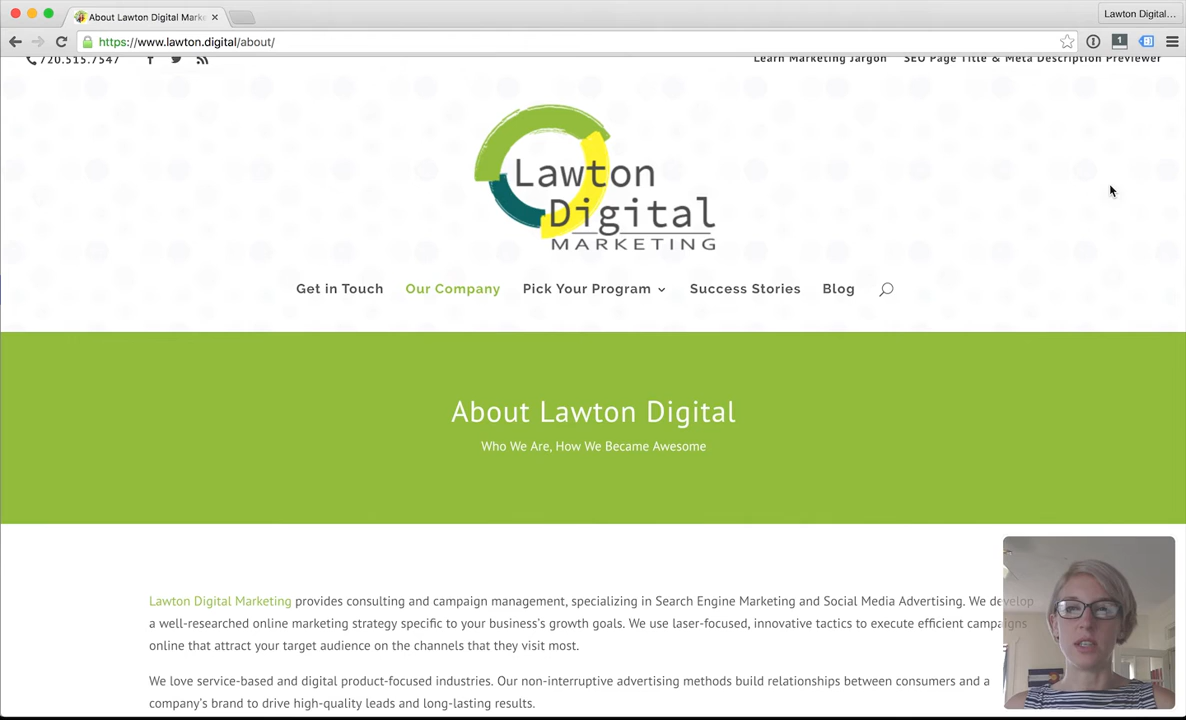 About Lawton Digital Marke
Lawton Digital...
https://www.lawton.digital/about/
1
720.515.7547
Learn Marketing Jargon SEO Page Title & Meta Description Previewer
Lawton
Digital
MARKETING
Get in Touch Our Company Pick Your Program Success Stories Blog
About Lawton Digital
Who We Are, How We Became Awesome
Lawton Digital Marketing provides consulting and campaign management, specializing in Search Engine Marketing and Social Media Advertising. We develop
a well-researched online marketing strategy specific to your business's growth goals. We use laser-focused, innovative tactics to execute efficient campaigns
online that attract your target audience on the channels that they visit most.
We love service-based and digital product-focused industries. Our non-interruptive advertising methods build relationships between consumers and a
company's brand to drive high-quality leads and long-lasting results.